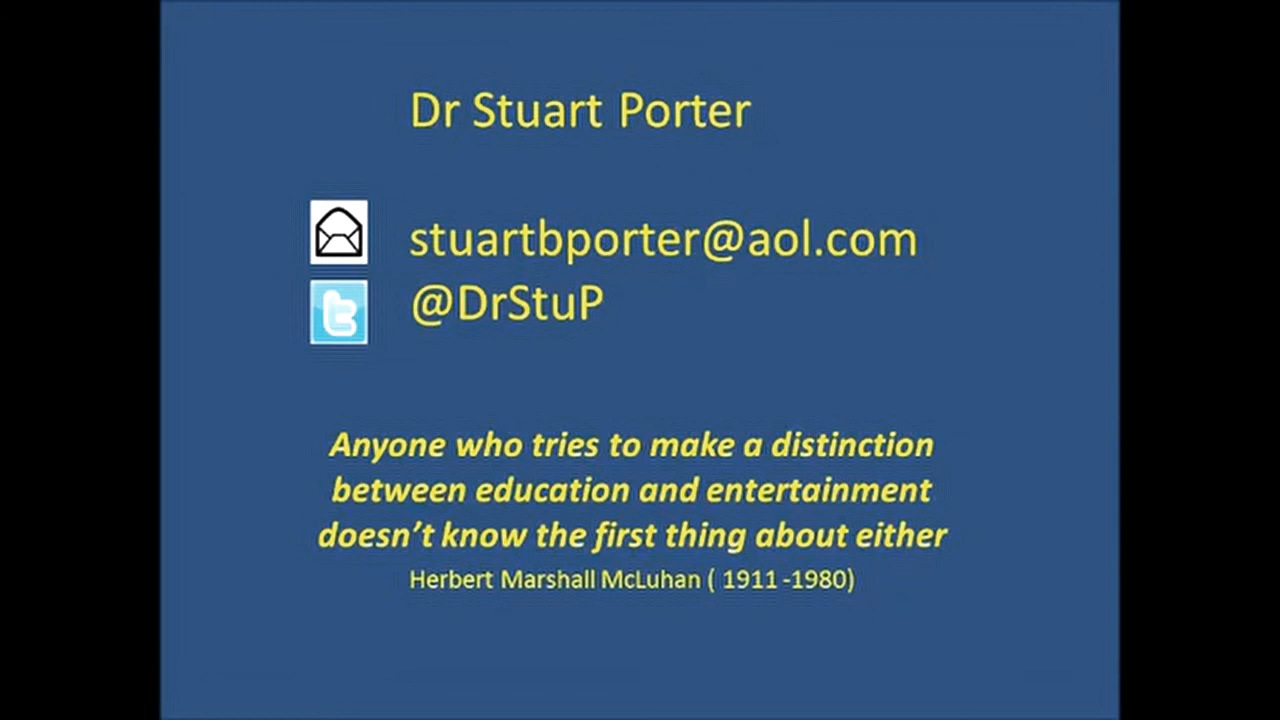 Dr Stuart Porter
stuartbporter@aol.com
@DrStuP
Anyone who tries to make a distinction
between education and entertainment
doesn’t know the first thing about either
Herbert Marshall McLuhan ( 1911 -1980)